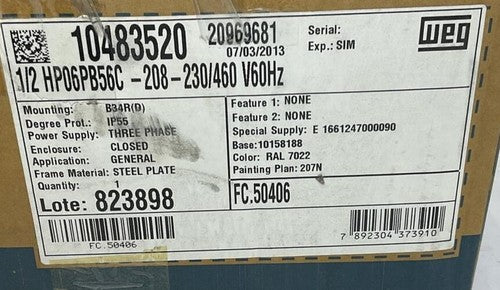 10483520
20969681
07/03/2013
Serial:
Exp.: SIM
WEG
1/2 HP06PB56C -208-230/460 V60Hz
Mounting: B34R(D)
Degree Prot.: IP55
Power Supply: THREE PHASE
Enclosure: CLOSED
Application: GENERAL
Frame Material: STEEL PLATE
Quantity: 1
Lote: 823898
FC.50406
Feature 1: NONE
Feature 2: NONE
Special Supply: E 1661247000090
Base:10158188
Color: RAL 7022
Painting Plan: 207N
FC.50406
7 892304 373910